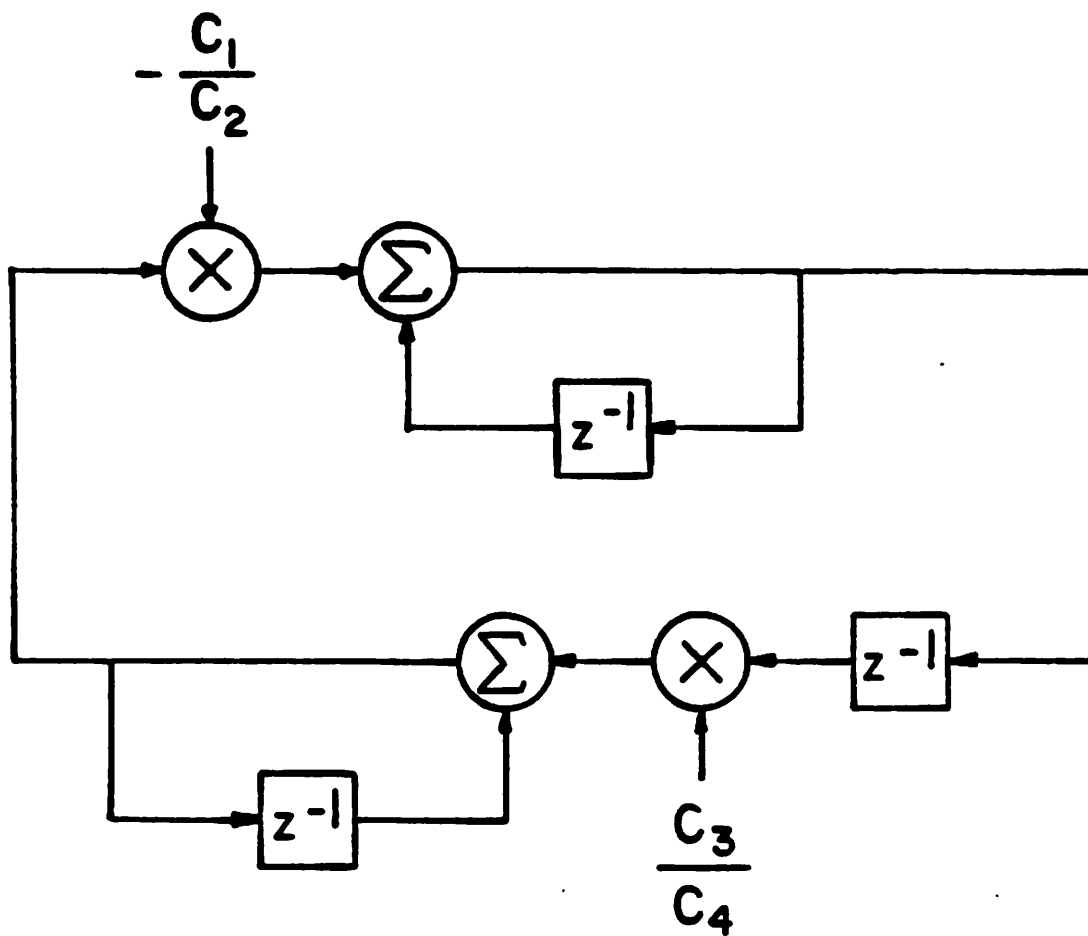 - C₁
C₂
× Σ
z⁻¹
Σ × z⁻¹
z⁻¹
C₃
C₄